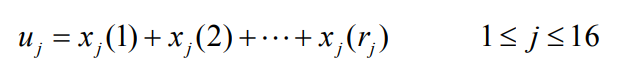 u_j = x_j(1) + x_j(2) + ⋯ + x_j(r_j)   1 ≤ j ≤ 16